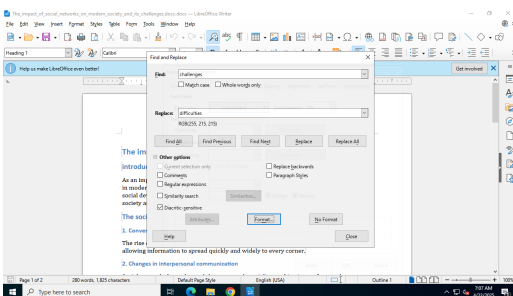 The_impact_of_social_networks_on_modern_society_and_its_challenges.docx.docx — LibreOffice Writer
File Edit View Insert Format Styles Table Form Tools Window Help
Heading 1
Calibri
Help us make LibreOffice even better!
Get involved
Find and Replace
Find:
challenges
Match case
Whole words only
Replace:
difficulties
RGB(255, 215, 215)
Find All
Find Previous
Find Next
Replace
Replace All
Other options
Current selection only
Replace backwards
Comments
Paragraph Styles
Regular expressions
Similarity search
Similarities...
Diacritic-sensitive
Attributes...
Format...
No Format
Help
Close
The im
introdu
As an im
in moder
social de
society a
The soci
1. Conver
The rise
allowing information to spread quickly and widely to every corner.
2. Changes in interpersonal communication
Page 1 of 2
280 words, 1,825 characters
Default Page Style
English (USA)
Outline 1
100%
Type here to search
7:07 AM